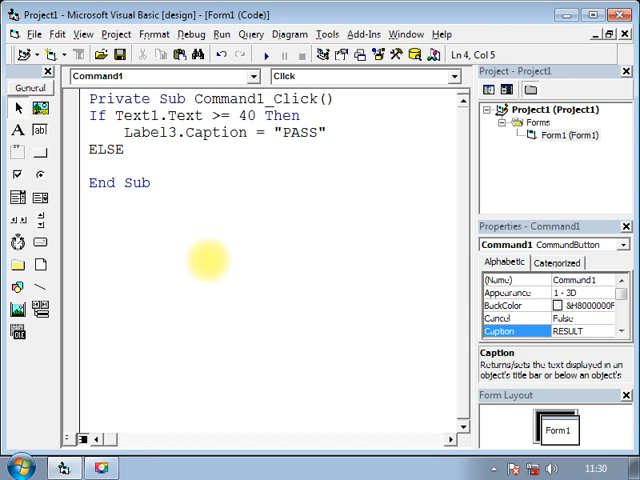 Project1 - Microsoft Visual Basic [design] - [Form1 (Code)]
File Edit View Project Format Debug Run Query Diagram Tools Add-Ins Window Help
Ln 4, Col 5
General
Command1
Click
Private Sub Command1_Click()
If Text1.Text >= 40 Then
Label3.Caption = "PASS"
ELSE
End Sub
Project - Project1
Project1 (Project1)
Forms
Form1 (Form1)
Properties - Command1
Command1 CommandButton
Alphabetic Categorized
(Name) Command1
Appearance 1 - 3D
BackColor &H8000000F
Cancel False
Caption RESULT
Caption
Returns/sets the text displayed in
an object's title bar or below an object's
Form Layout
Form1
11:30